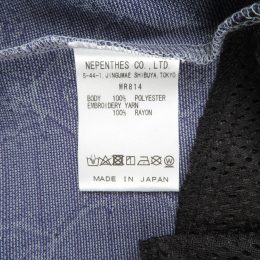 NEPENTHES CO.,LTD
5-44-1,JINGUMAE SHIBUYA,TOKYO
MR814
BODY 100% POLYESTER
EMBROIDERY YARN
100% RAYON
MADE IN JAPAN